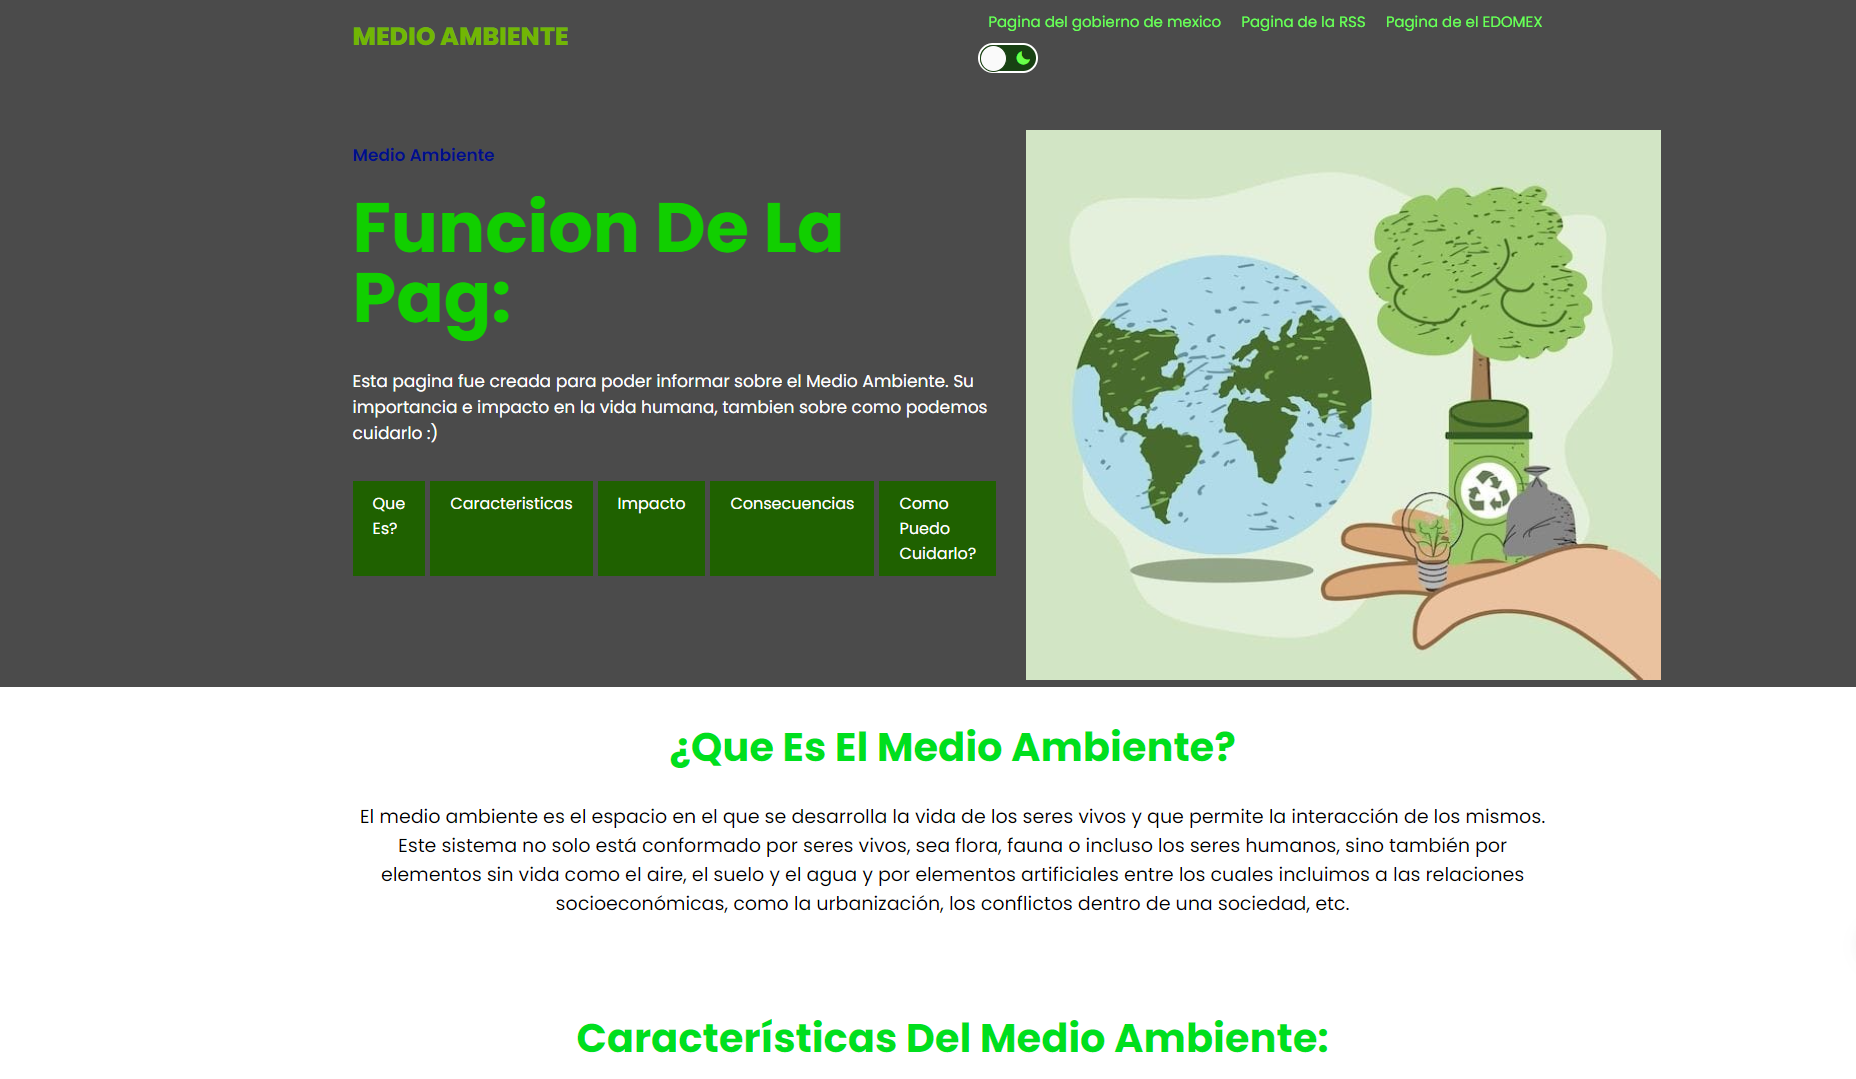 MEDIO AMBIENTE
Pagina del gobierno de mexico
Pagina de la RSS
Pagina de el EDOMEX
Medio Ambiente
Funcion De La
Pag:
Esta pagina fue creada para poder informar sobre el Medio Ambiente. Su
importancia e impacto en la vida humana, tambien sobre como podemos
cuidarlo :)
Que
Es?
Caracteristicas
Impacto
Consecuencias
Como
Puedo
Cuidarlo?
¿Que Es El Medio Ambiente?
El medio ambiente es el espacio en el que se desarrolla la vida de los seres vivos y que permite la interacción de los mismos.
Este sistema no solo está conformado por seres vivos, sea flora, fauna o incluso los seres humanos, sino también por
elementos sin vida como el aire, el suelo y el agua y por elementos artificiales entre los cuales incluimos a las relaciones
socioeconómicas, como la urbanización, los conflictos dentro de una sociedad, etc.
Características Del Medio Ambiente: